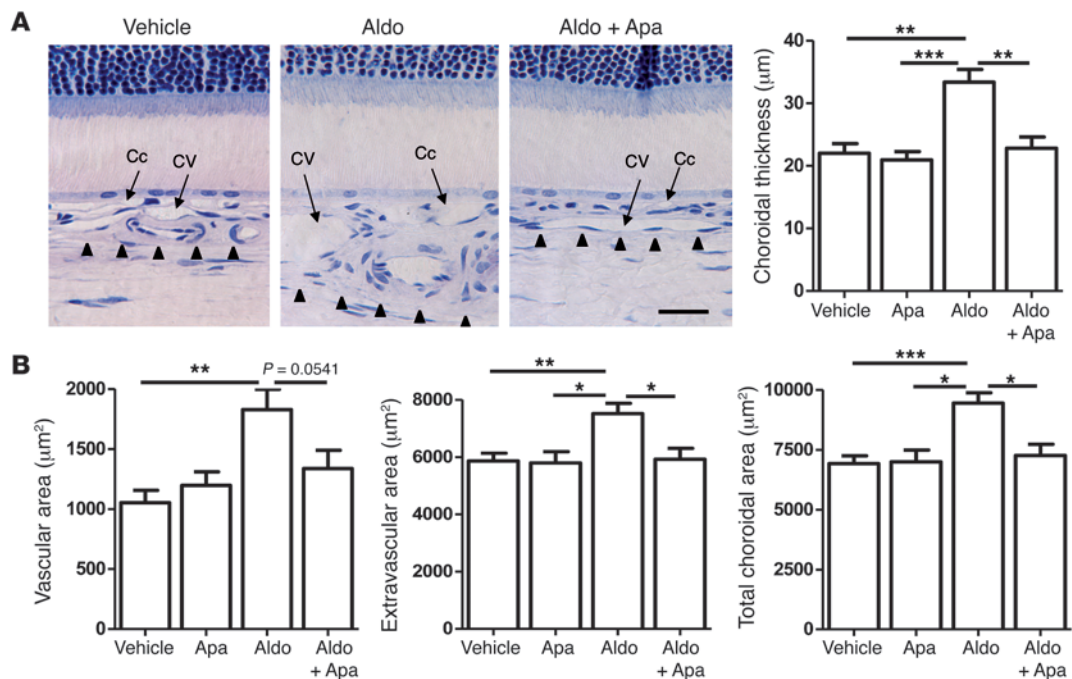 A
Vehicle
Aldo
Aldo + Apa
Cc
CV
CV
Cc
CV
Cc
Choroidal thickness (μm)
40
30
20
10
0
**
***
**
Vehicle
Apa
Aldo
Aldo
+ Apa
B
Vascular area (μm²)
2000
1500
1000
500
0
**
P = 0.0541
Vehicle
Apa
Aldo
Aldo
+ Apa
Extravascular area (μm²)
8000
6000
4000
2000
0
**
*
*
Vehicle
Apa
Aldo
Aldo
+ Apa
Total choroidal area (μm²)
10000
7500
5000
2500
0
***
*
*
Vehicle
Apa
Aldo
Aldo
+ Apa